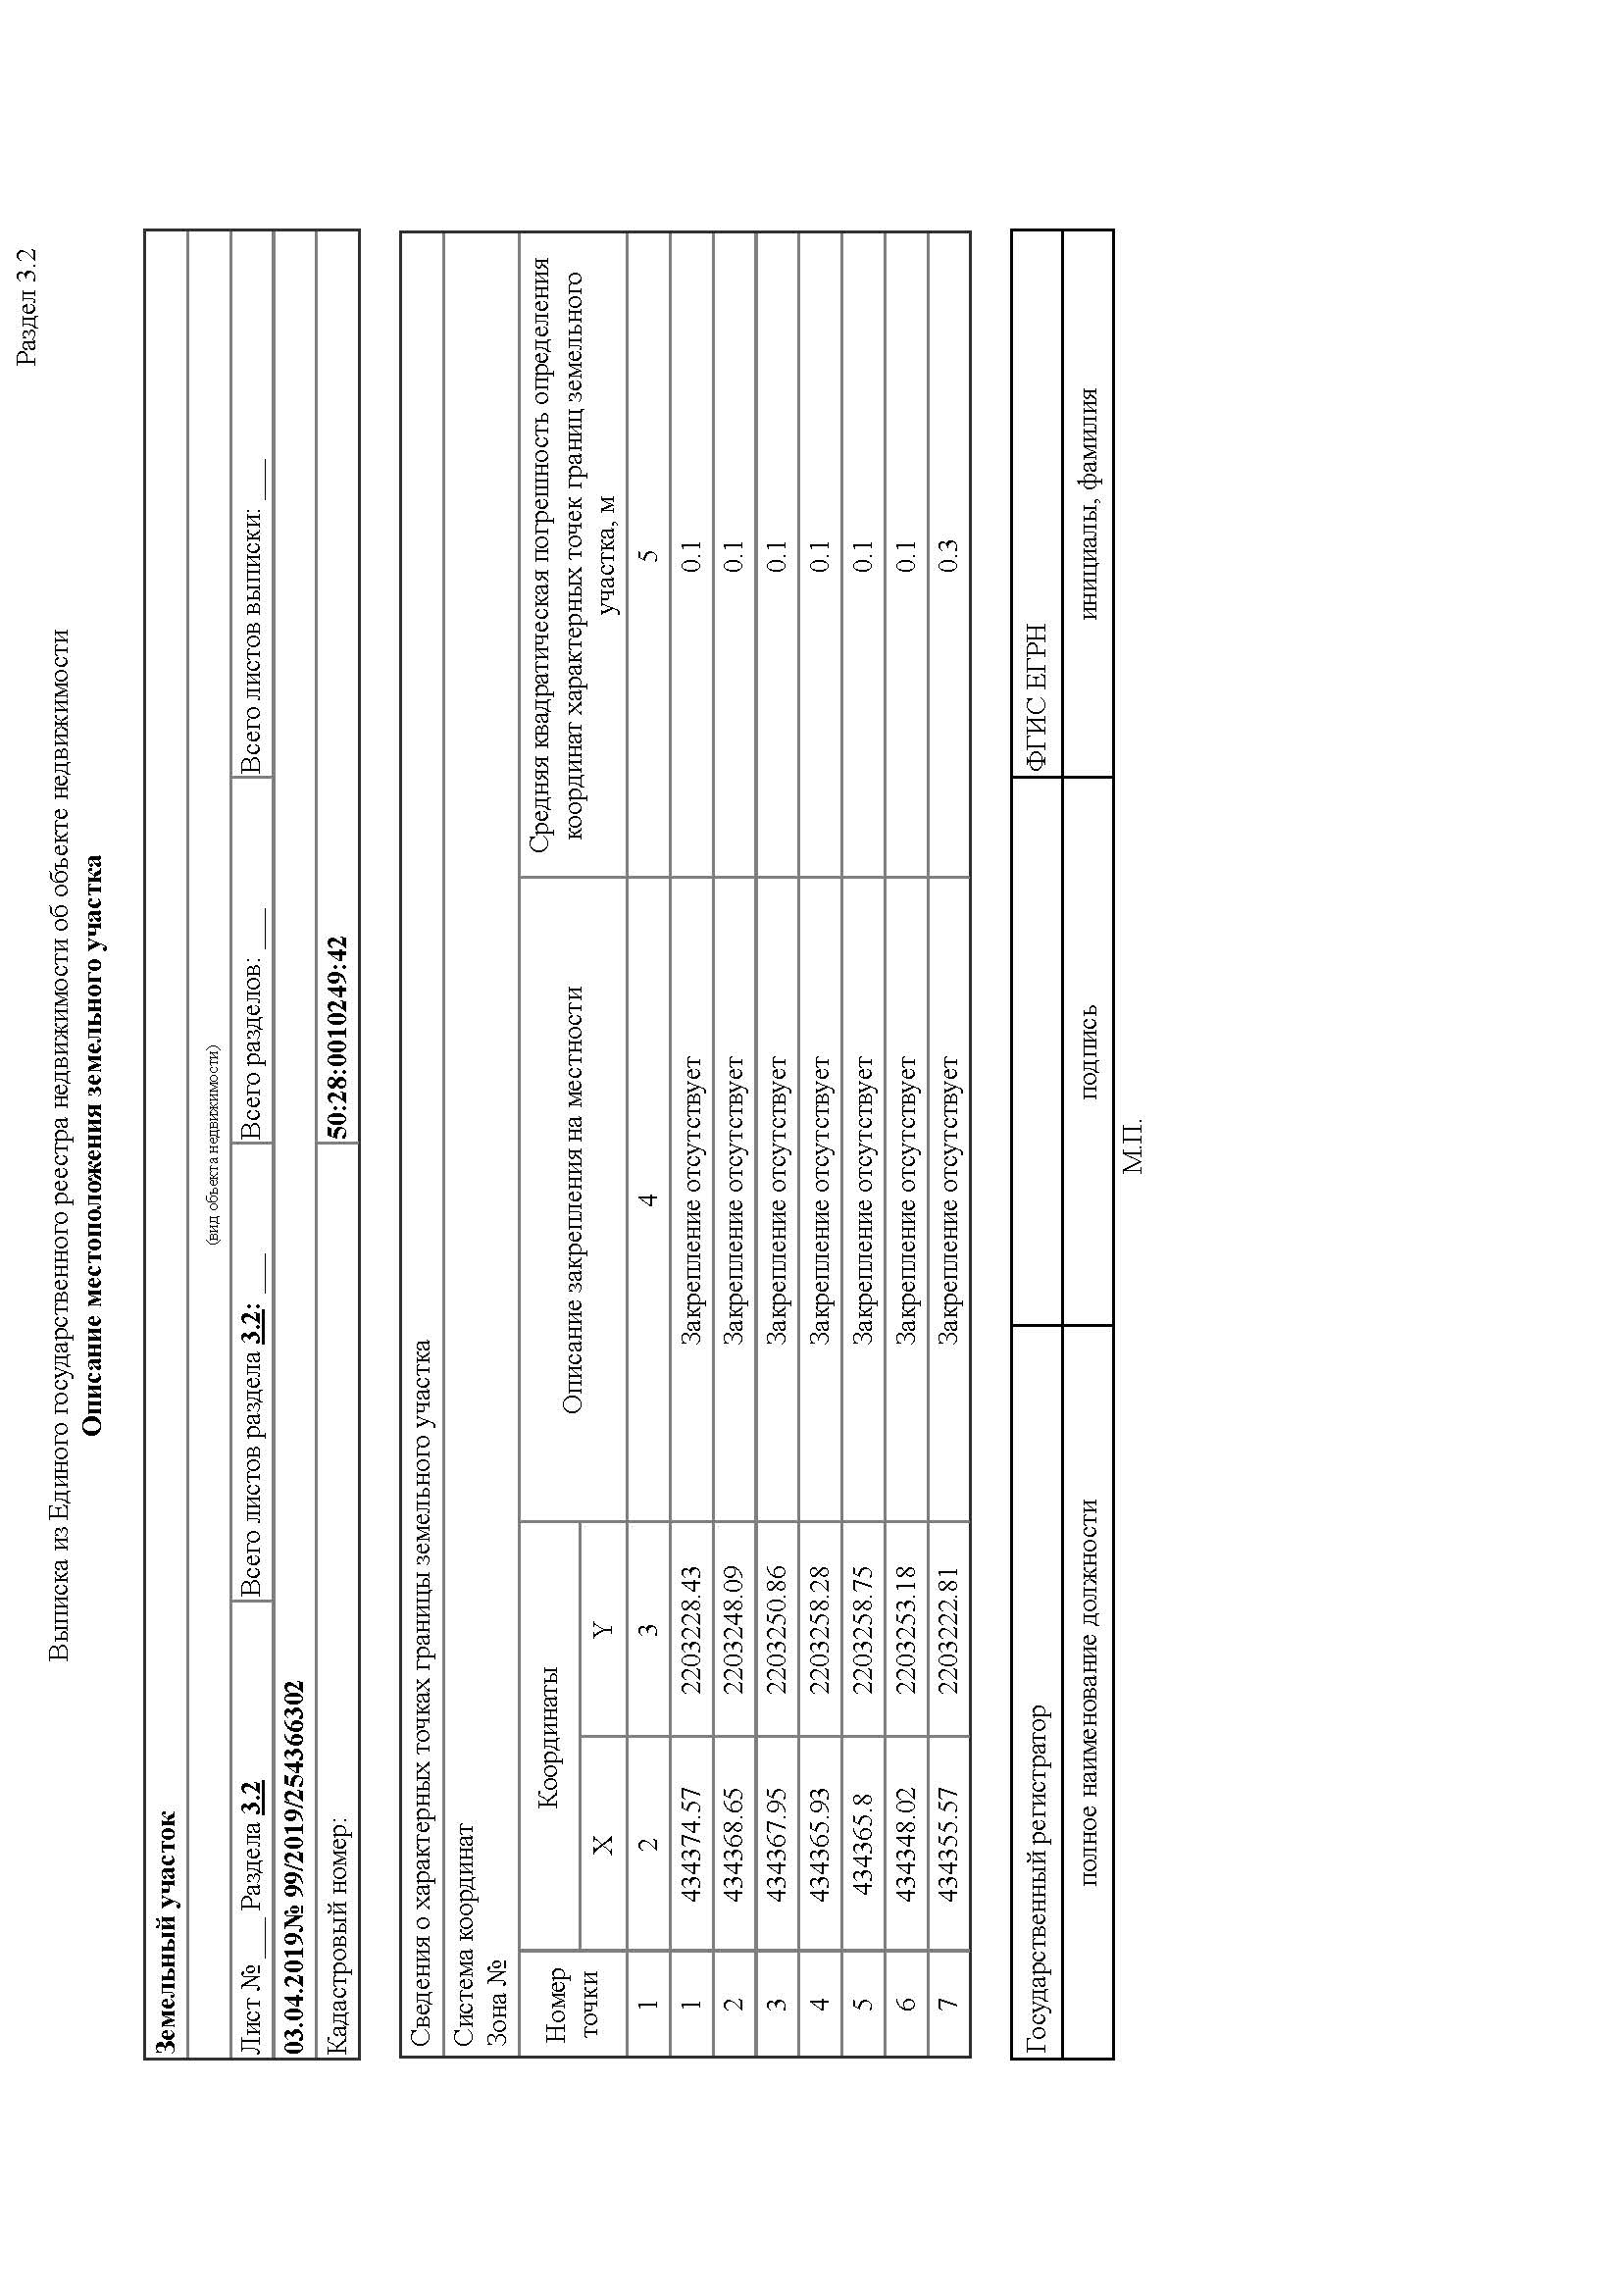 Раздел 3.2
Выписка из Единого государственного реестра недвижимости об объекте недвижимости
Описание местоположения земельного участка
Земельный участок
(вид объекта недвижимости)
Лист № ___ Раздела 3.2 Всего листов раздела 3.2: ___ Всего разделов: ___ Всего листов выписки: ___
03.04.2019№ 99/2019/254366302
Кадастровый номер: 50:28:0010249:42
Сведения о характерных точках границы земельного участка
Система координат
Зона №
Номер точки Координаты Описание закрепления на местности Средняя квадратическая погрешность определения
координат характерных точек границ земельного
участка, м
X Y
1 2 3 4 5
1 434374.57 2203228.43 Закрепление отсутствует 0.1
2 434368.65 2203248.09 Закрепление отсутствует 0.1
3 434367.95 2203250.86 Закрепление отсутствует 0.1
4 434365.93 2203258.28 Закрепление отсутствует 0.1
5 434365.8 2203258.75 Закрепление отсутствует 0.1
6 434348.02 2203253.18 Закрепление отсутствует 0.1
7 434355.57 2203222.81 Закрепление отсутствует 0.3
Государственный регистратор ФГИС ЕГРН
полное наименование должности подпись инициалы, фамилия
М.П.